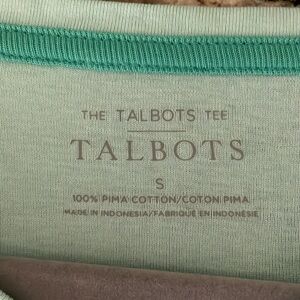 THE TALBOTS TEE
TALBOTS
S
100% PIMA COTTON/COTON PIMA
MADE IN INDONESIA/FABRIQUÉ EN INDONÉSIE